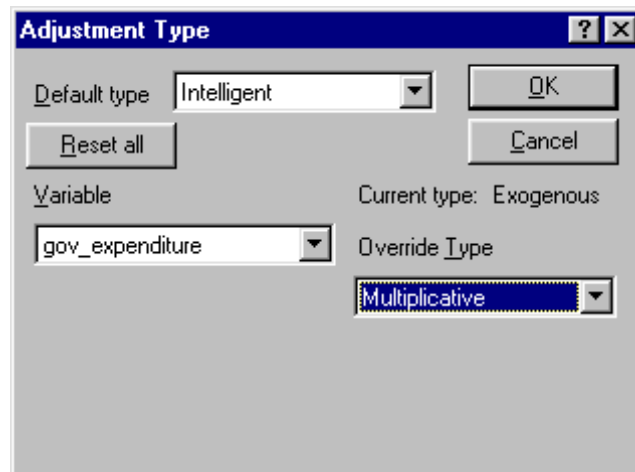 Adjustment Type
Default type Intelligent OK
Reset all Cancel
Variable Current type: Exogenous
gov_expenditure Override Type
Multiplicative